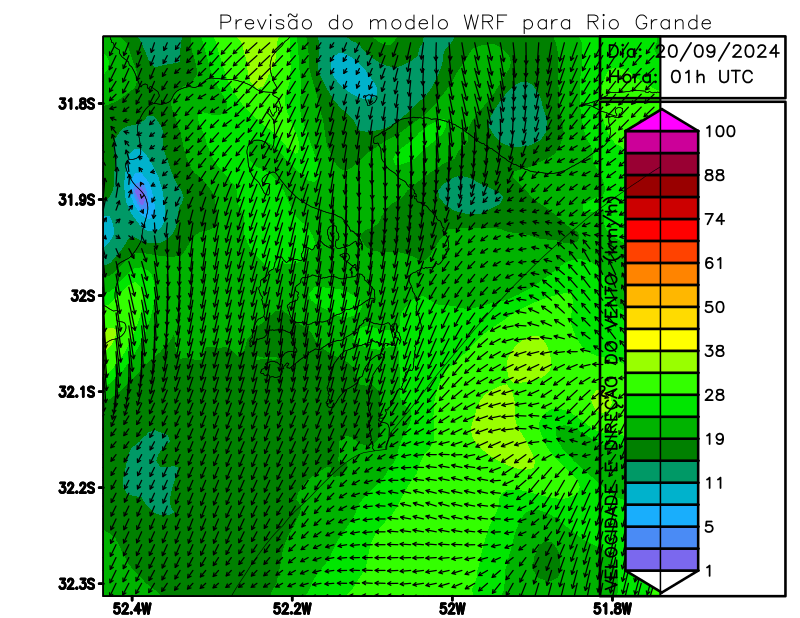 Previsão do modelo WRF para Rio Grande
Dia: 20/09/2024
Hora: 01h UTC
31.8S
31.9S
32S
32.1S
32.2S
32.3S
52.4W
52.2W
52W
51.8W
VELOCIDADE E DIREÇÃO DO VENTO (km/h)
100
88
74
61
50
38
28
19
11
5
1